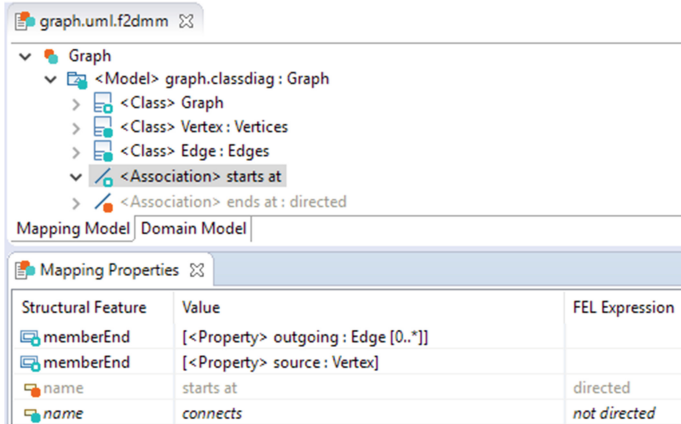 graph.uml.f2dmm
Graph
<Model> graph.classdiag : Graph
<Class> Graph
<Class> Vertex : Vertices
<Class> Edge : Edges
<Association> starts at
<Association> ends at : directed
Mapping Model Domain Model
Mapping Properties
Structural Feature Value FEL Expression
memberEnd [<Property> outgoing : Edge [0..*]]
memberEnd [<Property> source : Vertex]
name starts at directed
name connects not directed